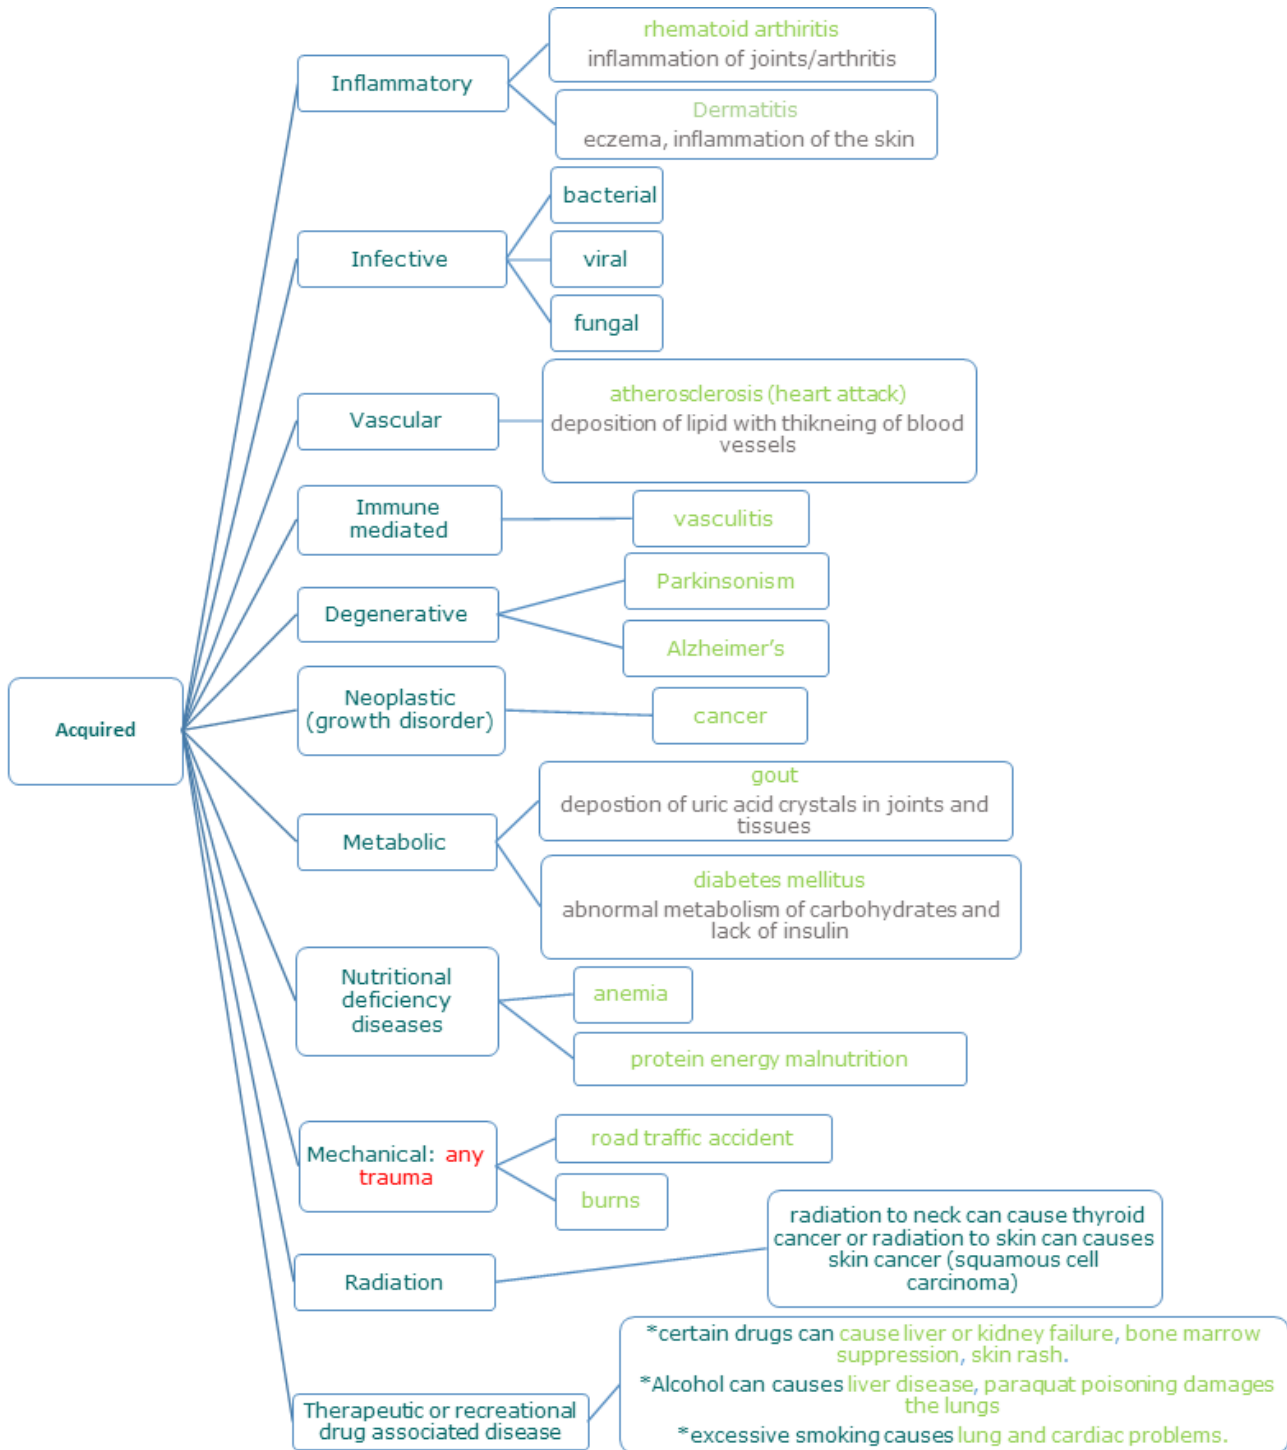 rhematoid arthiritis
inflammation of joints/arthritis
Inflammatory
Dermatitis
eczema, inflammation of the skin
bacterial
Infective
viral
fungal
atherosclerosis (heart attack)
Vascular
deposition of lipid with thikneing of blood
vessels
Immune
mediated
vasculitis
Parkinsonism
Degenerative
Alzheimer's
Acquired
Neoplastic
(growth disorder)
cancer
gout
depostion of uric acid crystals in joints and
tissues
Metabolic
diabetes mellitus
abnormal metabolism of carbohydrates and
lack of insulin
Nutritional
deficiency
diseases
anemia
protein energy malnutrition
Mechanical: any
trauma
road traffic accident
burns
Radiation
radiation to neck can cause thyroid
cancer or radiation to skin can causes
skin cancer (squamous cell
carcinoma)
Therapeutic or recreational
drug associated disease
*certain drugs can cause liver or kidney failure, bone marrow
suppression, skin rash.
*Alcohol can causes liver disease, paraquat poisoning damages
the lungs
*excessive smoking causes lung and cardiac problems.